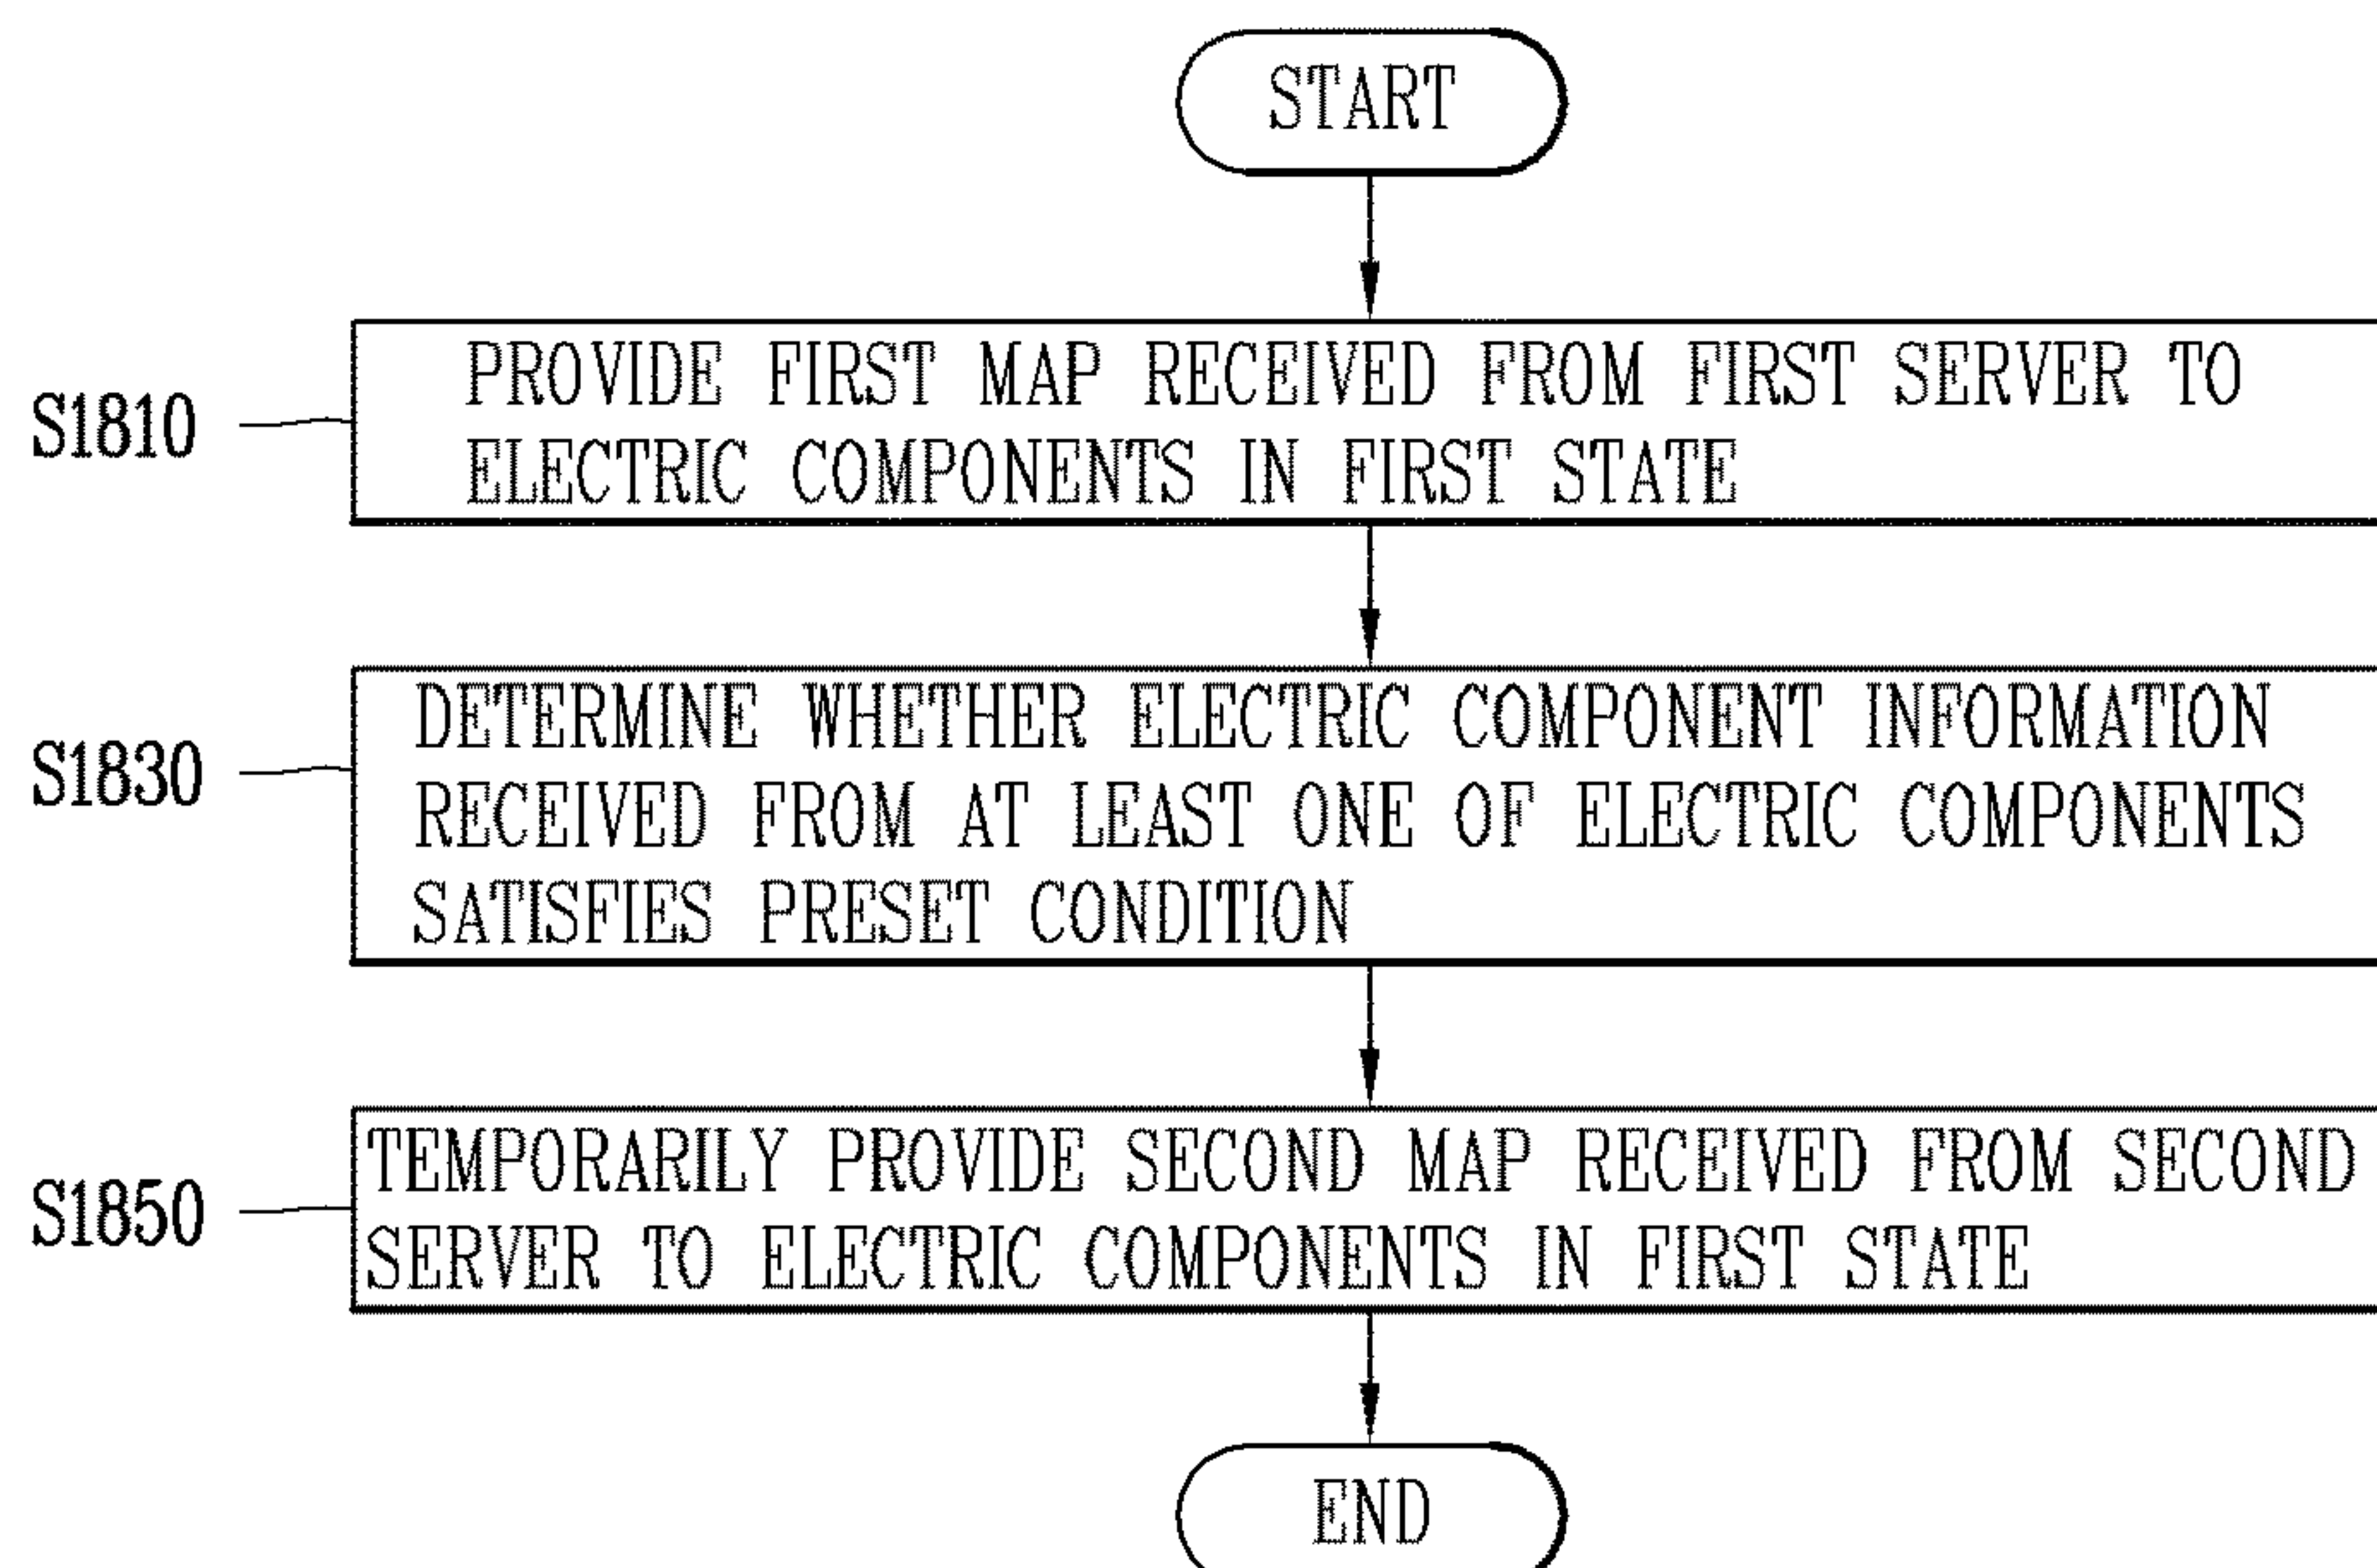 START
S1810
PROVIDE FIRST MAP RECEIVED FROM FIRST SERVER TO
ELECTRIC COMPONENTS IN FIRST STATE
S1830
DETERMINE WHETHER ELECTRIC COMPONENT INFORMATION
RECEIVED FROM AT LEAST ONE OF ELECTRIC COMPONENTS
SATISFIES PRESET CONDITION
S1850
TEMPORARILY PROVIDE SECOND MAP RECEIVED FROM SECOND
SERVER TO ELECTRIC COMPONENTS IN FIRST STATE
END